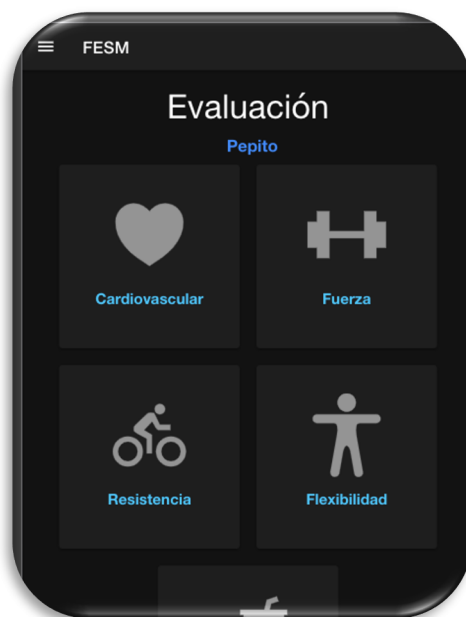 FESM
Evaluación
Pepito
Cardiovascular
Fuerza
Resistencia
Flexibilidad